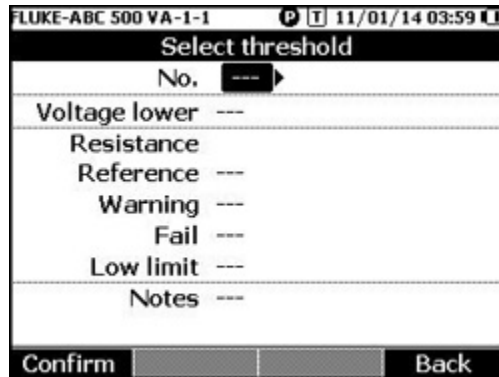 FLUKE-ABC 500 VA-1-1 P T 11/01/14 03:59
Select threshold
No. ---
Voltage lower ---
Resistance
Reference ---
Warning ---
Fail ---
Low limit ---
Notes ---
Confirm Back